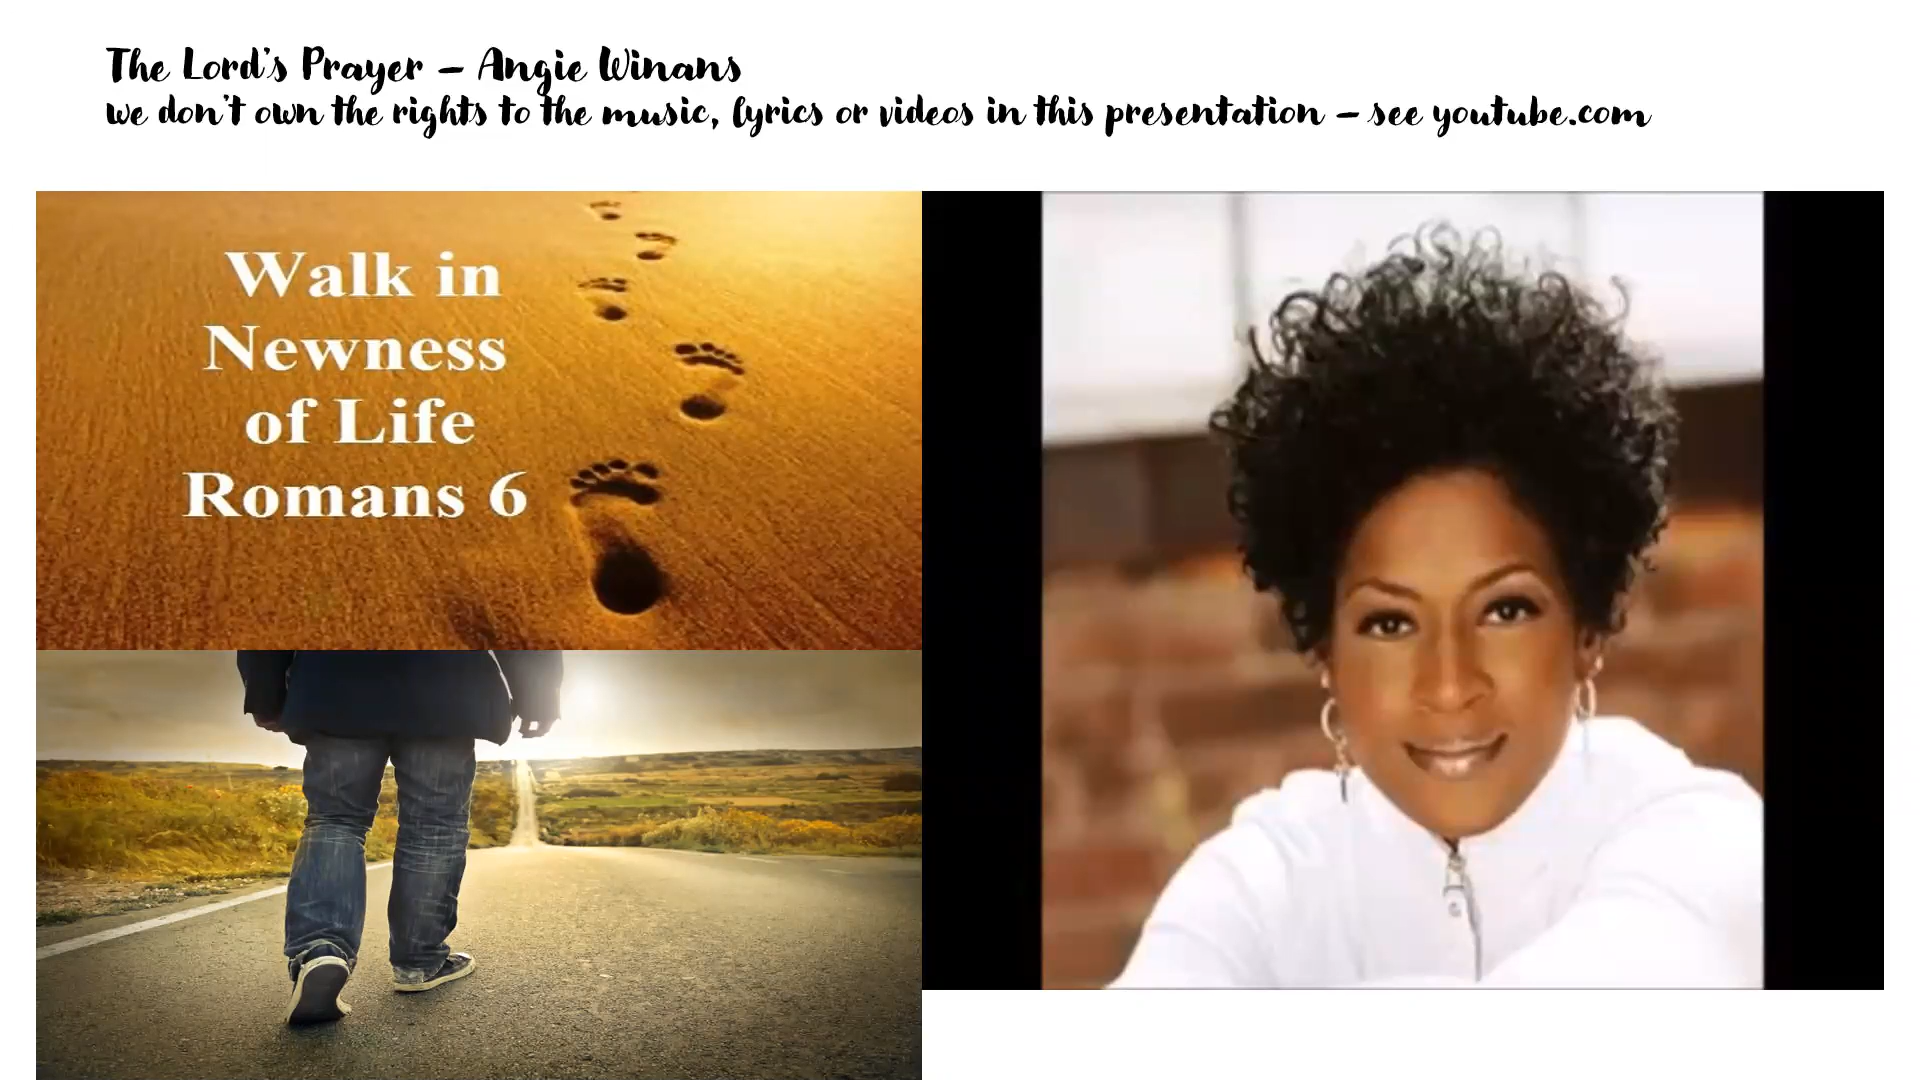 The Lord's Prayer – Angie Winans
we don't own the rights to the music, lyrics or videos in this presentation – see youtube.com
Walk in
Newness
of Life
Romans 6